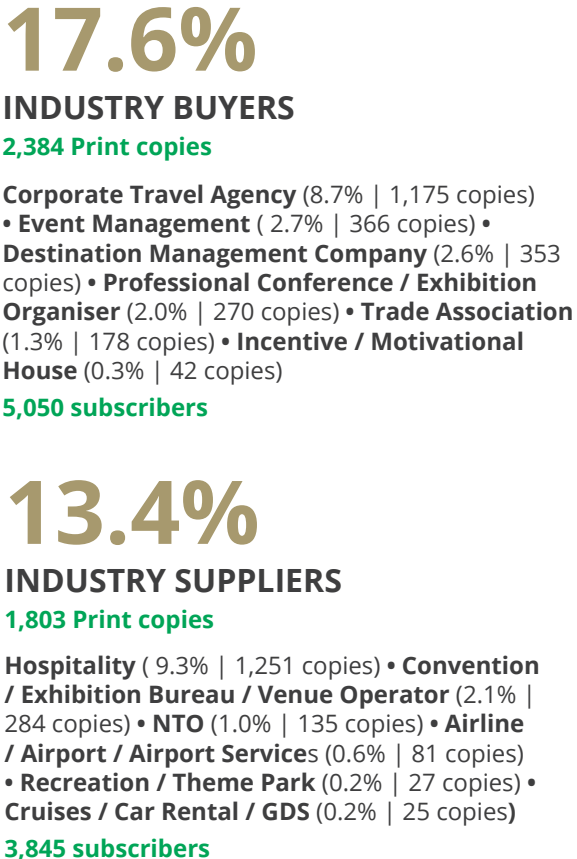 17.6%
INDUSTRY BUYERS
2,384 Print copies
Corporate Travel Agency (8.7% | 1,175 copies)
• Event Management ( 2.7% | 366 copies) •
Destination Management Company (2.6% | 353
copies) • Professional Conference / Exhibition
Organiser (2.0% | 270 copies) • Trade Association
(1.3% | 178 copies) • Incentive / Motivational
House (0.3% | 42 copies)
5,050 subscribers
13.4%
INDUSTRY SUPPLIERS
1,803 Print copies
Hospitality ( 9.3% | 1,251 copies) • Convention
/ Exhibition Bureau / Venue Operator (2.1% |
284 copies) • NTO (1.0% | 135 copies) • Airline
/ Airport / Airport Services (0.6% | 81 copies)
• Recreation / Theme Park (0.2% | 27 copies) •
Cruises / Car Rental / GDS (0.2% | 25 copies)
3,845 subscribers